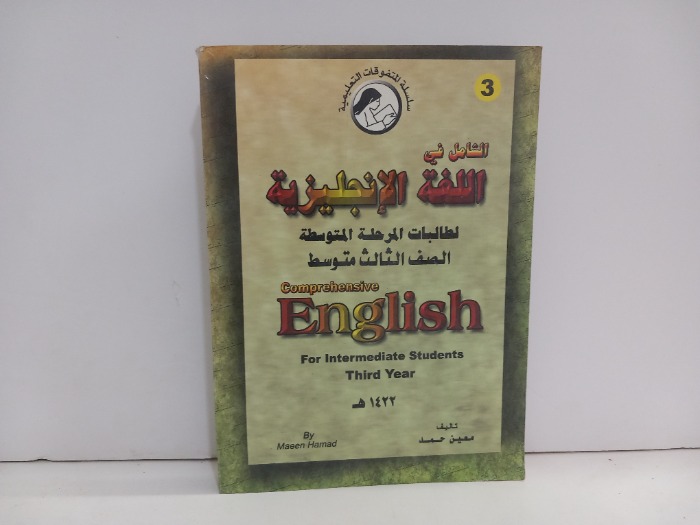 سلسلة المتفوقات التعليمية
3
الشامل في
اللغة الإنجليزية
لطالبات المرحلة المتوسطة
الصف الثالث متوسط
Comprehensive
English
For Intermediate Students
Third Year
١٤٢٢ هـ
By
Maeen Hamad
تأليف
معين حمد